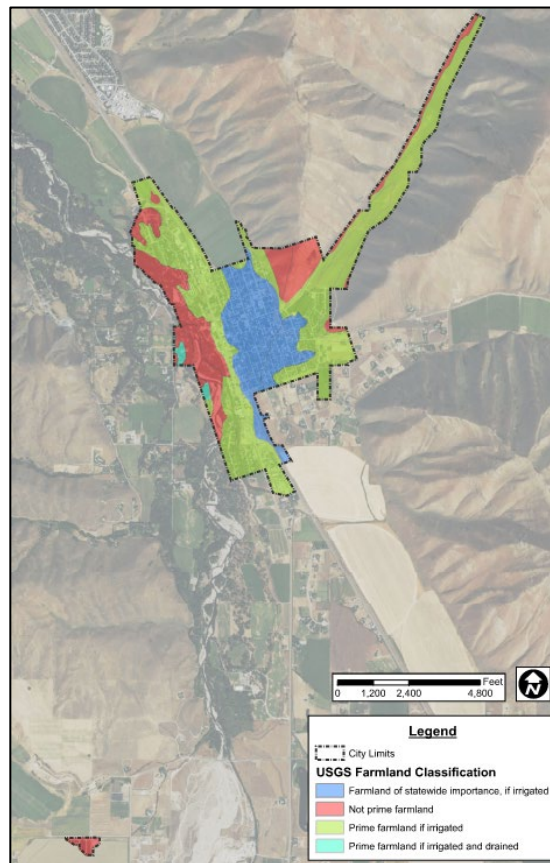 Feet
0 1,200 2,400 4,800
N
Legend
City Limits
USGS Farmland Classification
Farmland of statewide importance, if irrigated
Not prime farmland
Prime farmland if irrigated
Prime farmland if irrigated and drained